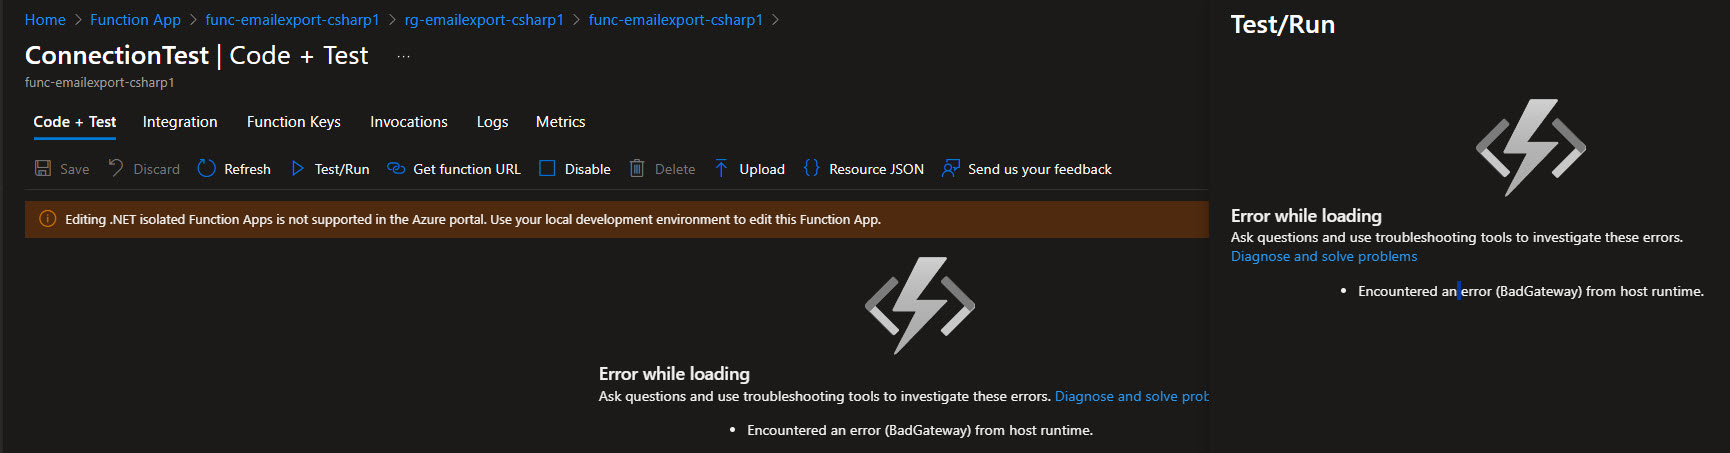 Home > Function App > func-emailexport-csharp1 > rg-emailexport-csharp1 > func-emailexport-csharp1 >
ConnectionTest | Code + Test ...
func-emailexport-csharp1
Code + Test Integration Function Keys Invocations Logs Metrics
Save Discard Refresh Test/Run Get function URL Disable Delete Upload {} Resource JSON Send us your feedback
Editing .NET isolated Function Apps is not supported in the Azure portal. Use your local development environment to edit this Function App.
Error while loading
Ask questions and use troubleshooting tools to investigate these errors. Diagnose and solve prob
• Encountered an error (BadGateway) from host runtime.
Test/Run
Error while loading
Ask questions and use troubleshooting tools to investigate these errors.
Diagnose and solve problems
• Encountered an error (BadGateway) from host runtime.